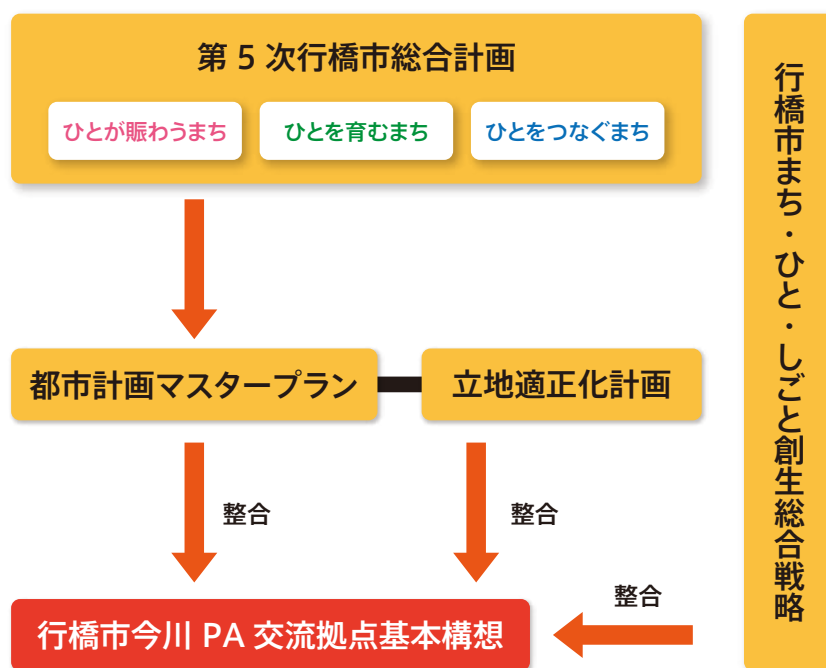 第 5 次行橋市総合計画
ひとが賑わうまち
ひとを育むまち
ひとをつなぐまち
行橋市まち・ひと・しごと創生総合戦略
都市計画マスタープラン
立地適正化計画
整合
整合
整合
行橋市今川 PA 交流拠点基本構想